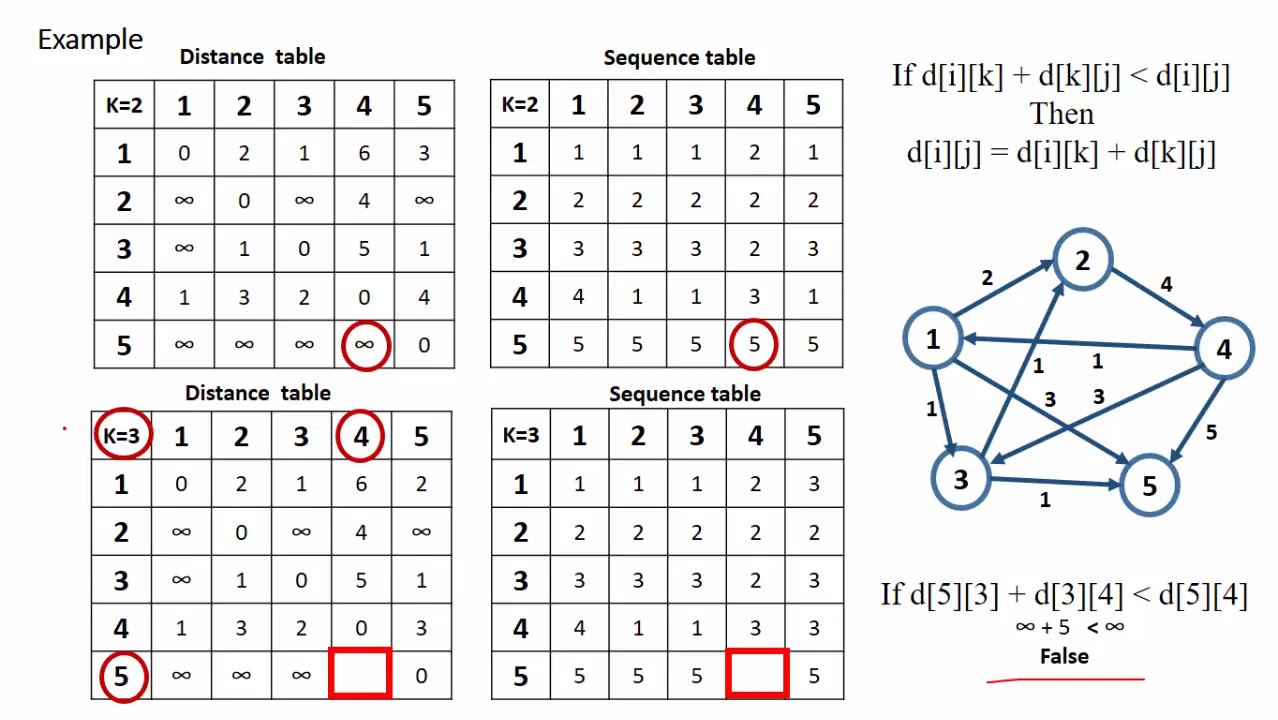 Example
Distance table
K=2 1 2 3 4 5
1 0 2 1 6 3
2 ∞ 0 ∞ 4 ∞
3 ∞ 1 0 5 1
4 1 3 2 0 4
5 ∞ ∞ ∞ ∞ 0
Sequence table
K=2 1 2 3 4 5
1 1 1 1 2 1
2 2 2 2 2 2
3 3 3 3 2 3
4 4 1 1 3 1
5 5 5 5 5 5
If d[i][k] + d[k][j] < d[i][j]
Then
d[i][j] = d[i][k] + d[k][j]
Distance table
K=3 1 2 3 4 5
1 0 2 1 6 2
2 ∞ 0 ∞ 4 ∞
3 ∞ 1 0 5 1
4 1 3 2 0 3
5 ∞ ∞ ∞ 0
Sequence table
K=3 1 2 3 4 5
1 1 1 1 2 3
2 2 2 2 2 2
3 3 3 3 2 3
4 4 1 1 3 3
5 5 5 5 5
2
2
4
1
4
1
1
3
3
1
5
3
5
1
If d[5][3] + d[3][4] < d[5][4]
∞ + 5 < ∞
False